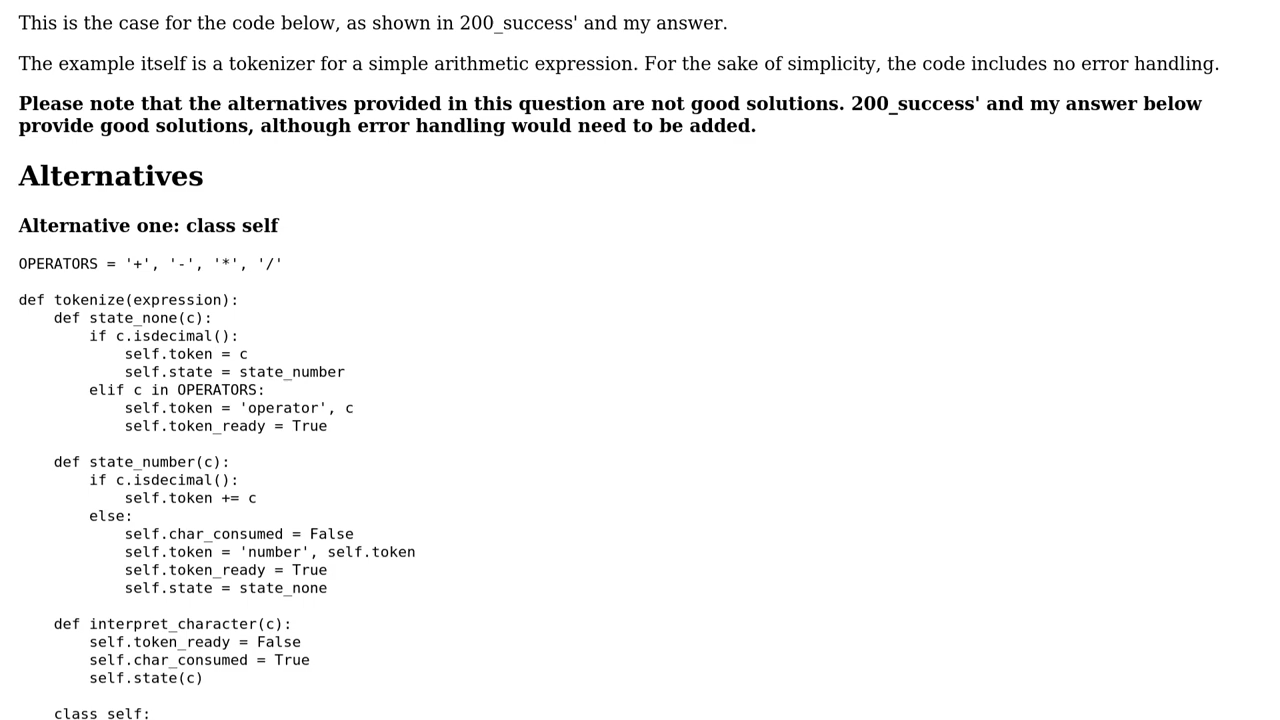 This is the case for the code below, as shown in 200_success' and my answer.
The example itself is a tokenizer for a simple arithmetic expression. For the sake of simplicity, the code includes no error handling.
Please note that the alternatives provided in this question are not good solutions. 200_success' and my answer below
provide good solutions, although error handling would need to be added.
Alternatives
Alternative one: class self
OPERATORS = '+', '-', '*', '/'
def tokenize(expression):
    def state_none(c):
        if c.isdecimal():
            self.token = c
            self.state = state_number
        elif c in OPERATORS:
            self.token = 'operator', c
            self.token_ready = True
    def state_number(c):
        if c.isdecimal():
            self.token += c
        else:
            self.char_consumed = False
            self.token = 'number', self.token
            self.token_ready = True
            self.state = state_none
    def interpret_character(c):
        self.token_ready = False
        self.char_consumed = True
        self.state(c)
    class self: